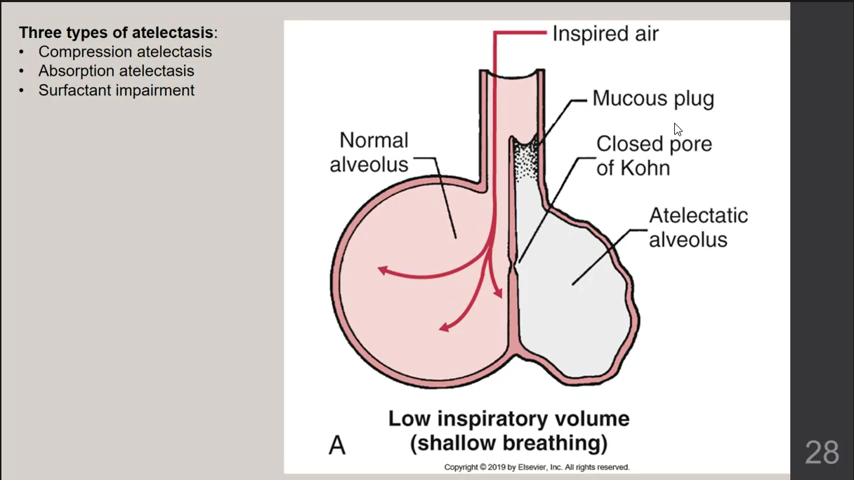 Three types of atelectasis:
• Compression atelectasis
• Absorption atelectasis
• Surfactant impairment
Inspired air
Mucous plug
Closed pore
of Kohn
Normal
alveolus
Atelectatic
alveolus
Low inspiratory volume
(shallow breathing)
A
Copyright © 2019 by Elsevier, Inc. All rights reserved.
28